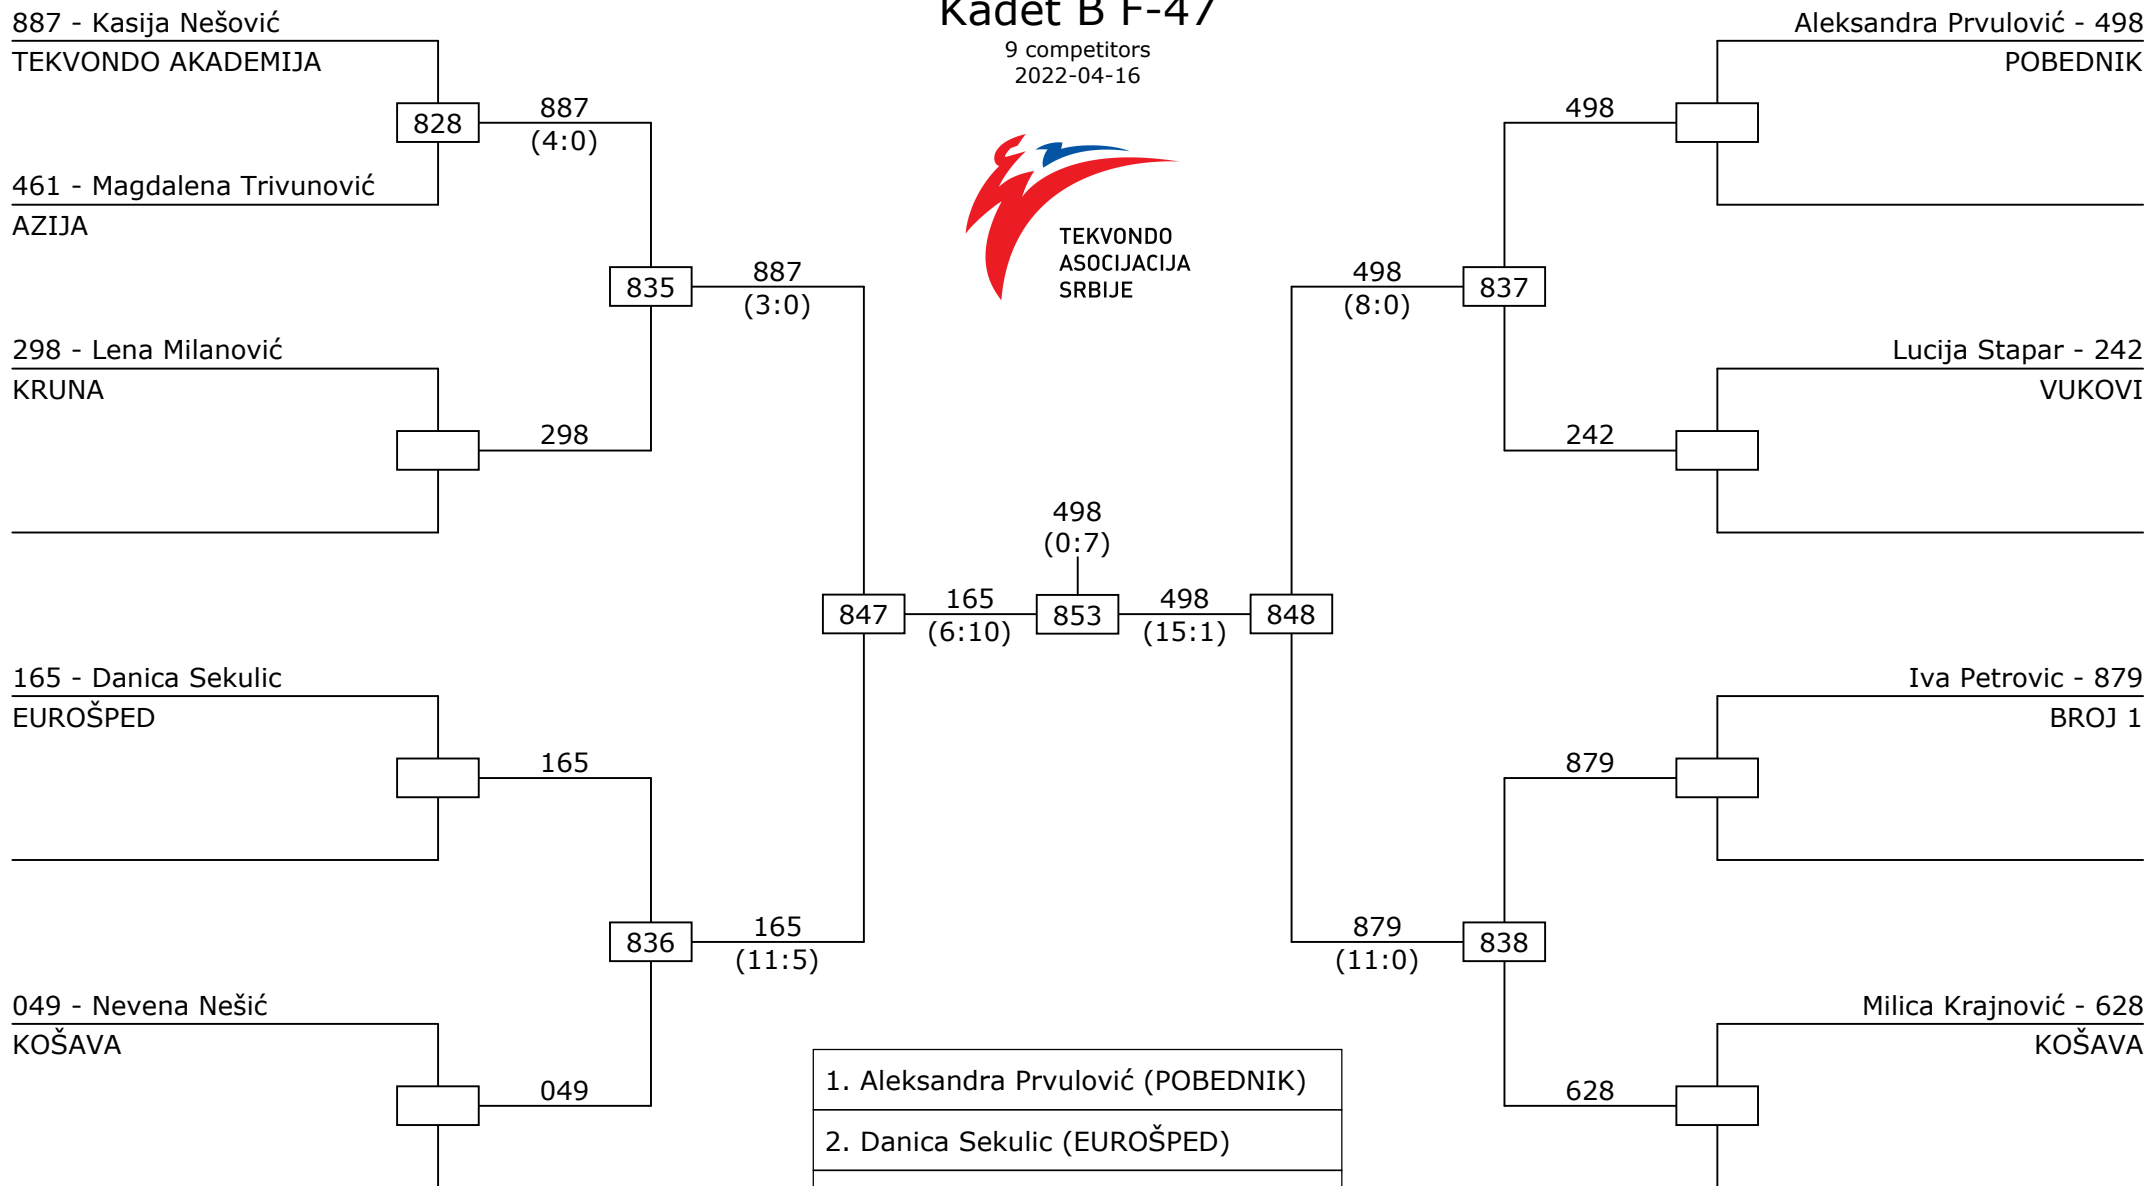 Kadet B F-47
9 competitors
2022-04-16
TEKVONDO
ASOCIJACIJA
SRBIJE
887 - Kasija Nešović
TEKVONDO AKADEMIJA
828
887
(4:0)
461 - Magdalena Trivunović
AZIJA
835
887
(3:0)
298 - Lena Milanović
KRUNA
298
847
165
(6:10)
165 - Danica Sekulic
EUROŠPED
165
836
165
(11:5)
049 - Nevena Nešić
KOŠAVA
049
498
(0:7)
853
498
(15:1)
848
Aleksandra Prvulović - 498
POBEDNIK
498
498
(8:0)
837
Lucija Stapar - 242
VUKOVI
242
Iva Petrovic - 879
BROJ 1
879
879
(11:0)
838
Milica Krajnović - 628
KOŠAVA
628
1. Aleksandra Prvulović (POBEDNIK)
2. Danica Sekulic (EUROŠPED)